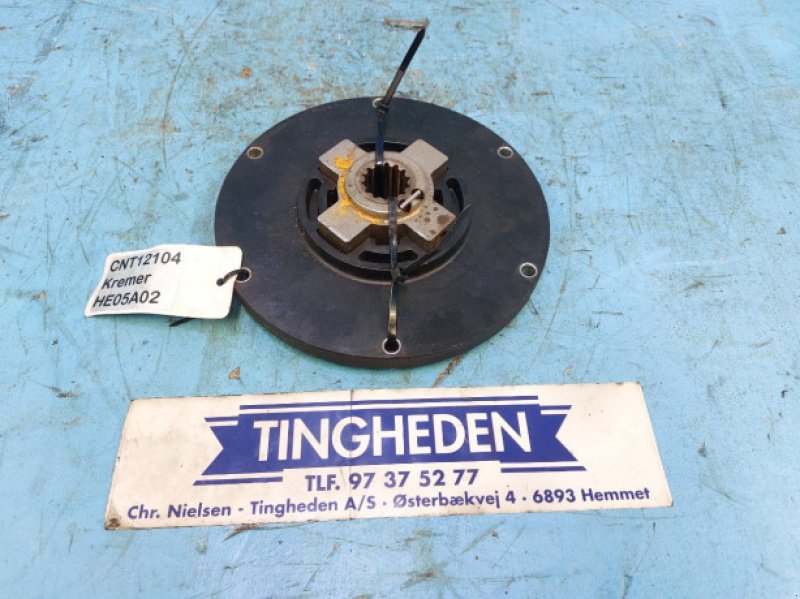 CNT12104
Kremer
HE05A02
TINGHEDEN
TLF. 97 37 52 77
Chr. Nielsen - Tingheden A/S · Østerbækvej 4 · 6893 Hemmet